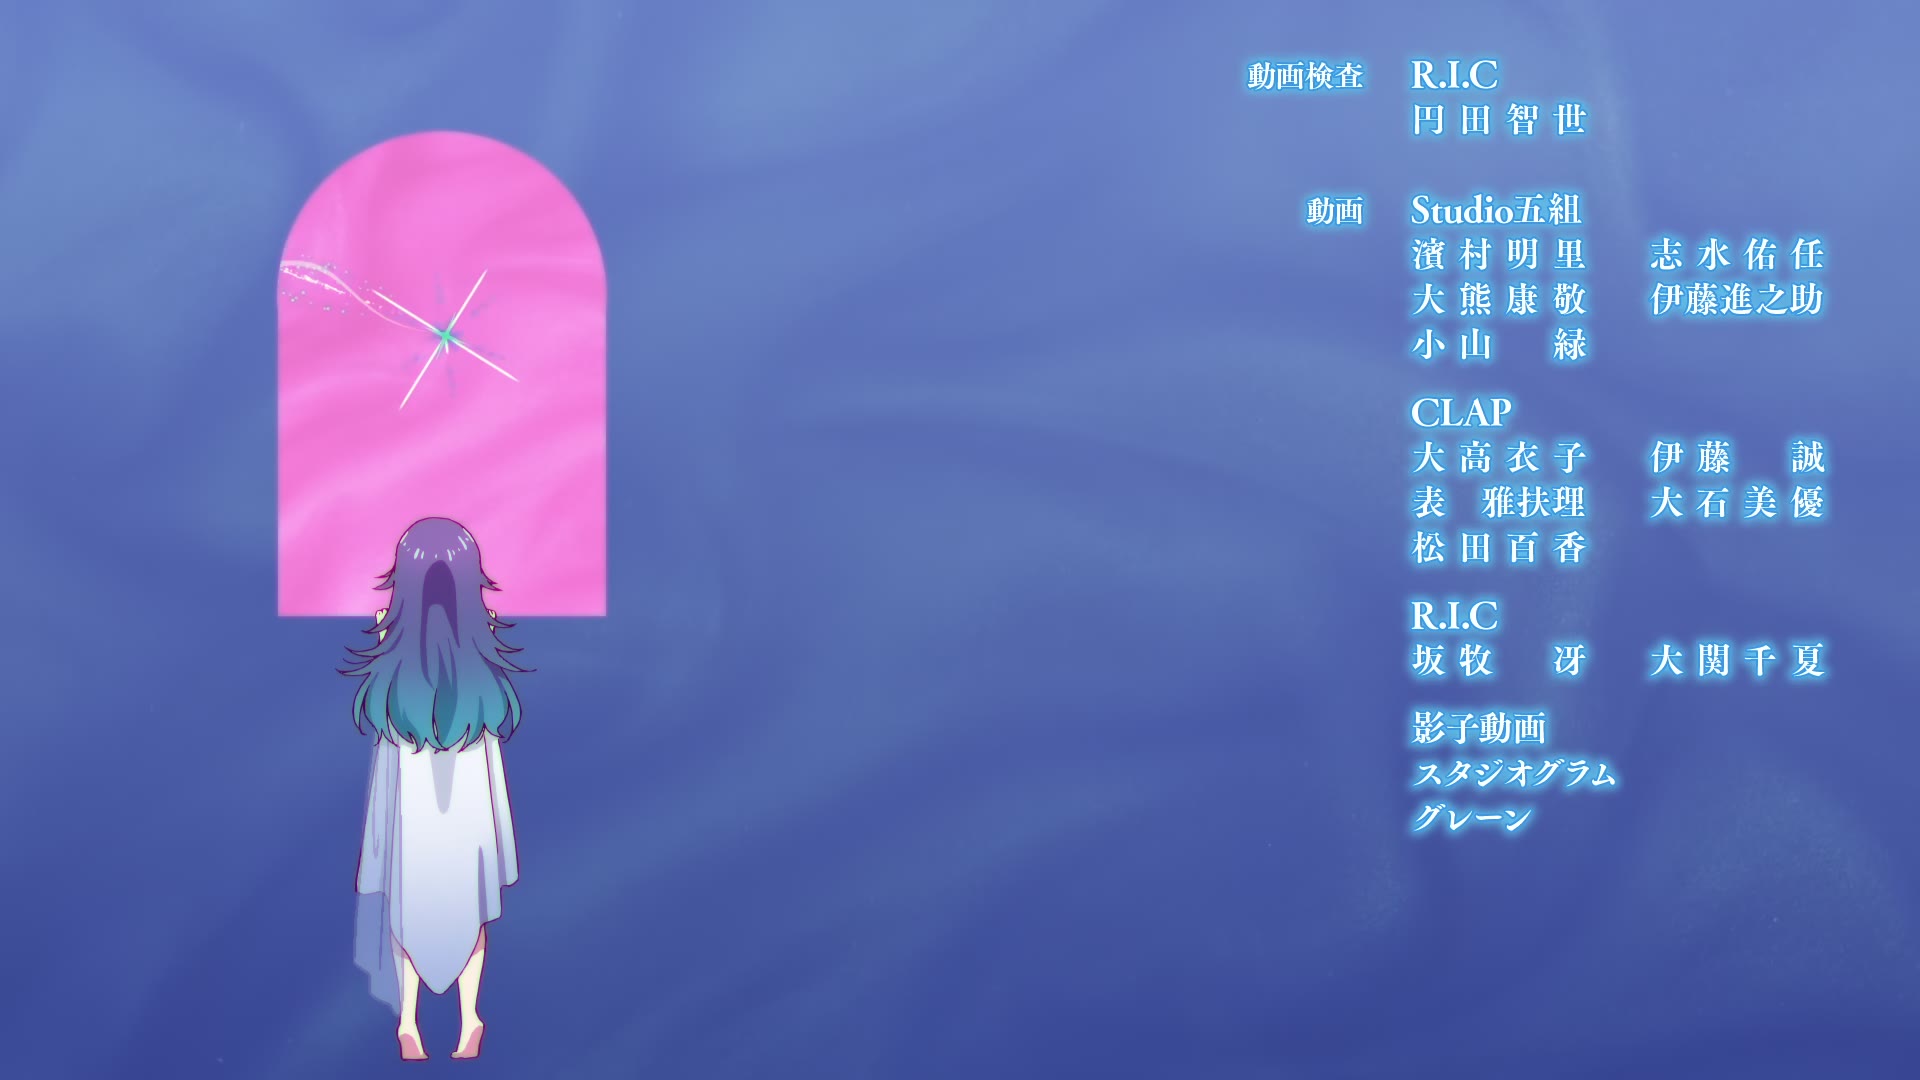 動画検査 R.I.C
円田智世
動画 Studio五組
濱村明里 志水佑任
大熊康敬 伊藤進之助
小山 緑
CLAP
大高衣子 伊藤 誠
表 雅扶理 大石美優
松田百香
R.I.C
坂牧 冴 大関千夏
影子動画
スタジオグラム
グレーン